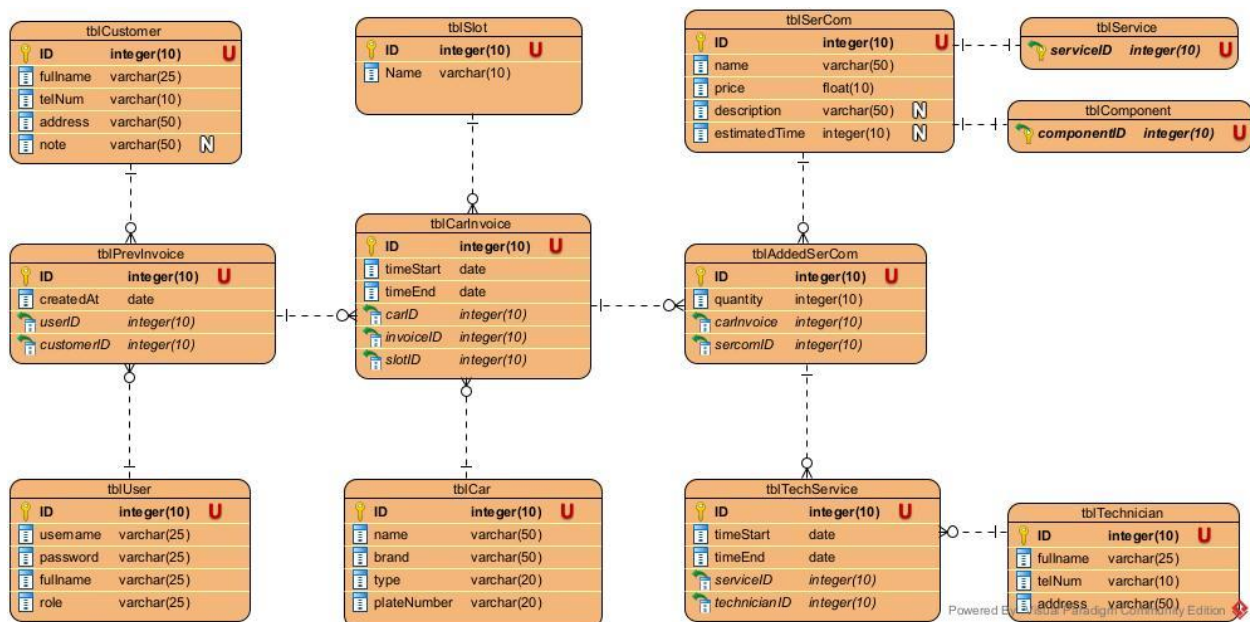 tblCustomer
ID integer(10) U
fullname varchar(25)
telNum varchar(10)
address varchar(50)
note varchar(50) N
tblSlot
ID integer(10) U
Name varchar(10)
tblSerCom
ID integer(10) U
name varchar(50)
price float(10)
description varchar(50) N
estimatedTime integer(10) N
tblService
serviceID integer(10) U
tblComponent
componentID integer(10) U
tblPrevInvoice
ID integer(10) U
createdAt date
userID integer(10)
customerID integer(10)
tblCarInvoice
ID integer(10) U
timeStart date
timeEnd date
carID integer(10)
invoiceID integer(10)
slotID integer(10)
tblAddedSerCom
ID integer(10) U
quantity integer(10)
carInvoice integer(10)
sercomID integer(10)
tblUser
ID integer(10) U
username varchar(25)
password varchar(25)
fullname varchar(25)
role varchar(25)
tblCar
ID integer(10) U
name varchar(50)
brand varchar(50)
type varchar(20)
plateNumber varchar(20)
tblTechService
ID integer(10) U
timeStart date
timeEnd date
serviceID integer(10)
technicianID integer(10)
tblTechnician
ID integer(10) U
fullname varchar(25)
telNum varchar(10)
address varchar(50)
Powered By Visual Paradigm Community Edition